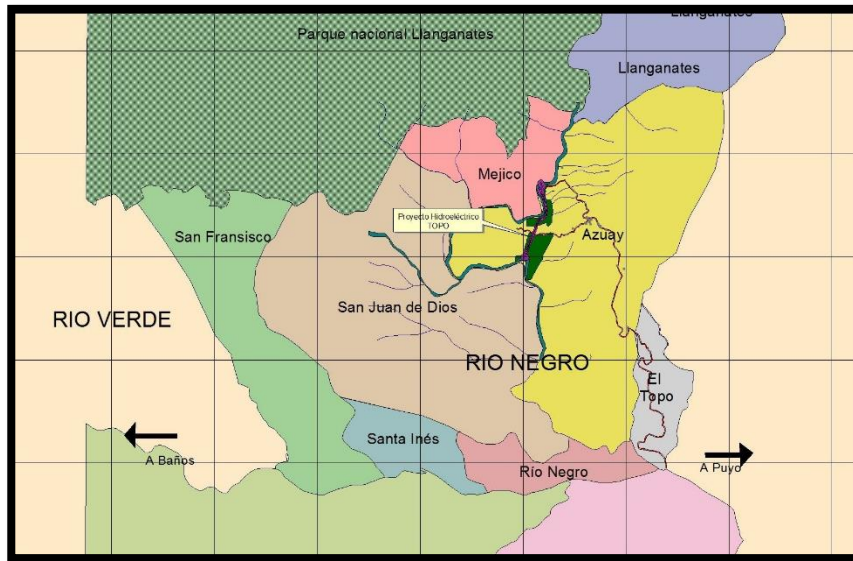 Llanganates
Parque nacional Llanganates
Llanganates
Mejico
Proyecto Hidroeléctrico
TOPO
San Fransisco
Azuay
San Juan de Dios
RIO VERDE
RIO NEGRO
El
Topo
Santa Inés
A Baños
Río Negro
A Puyo